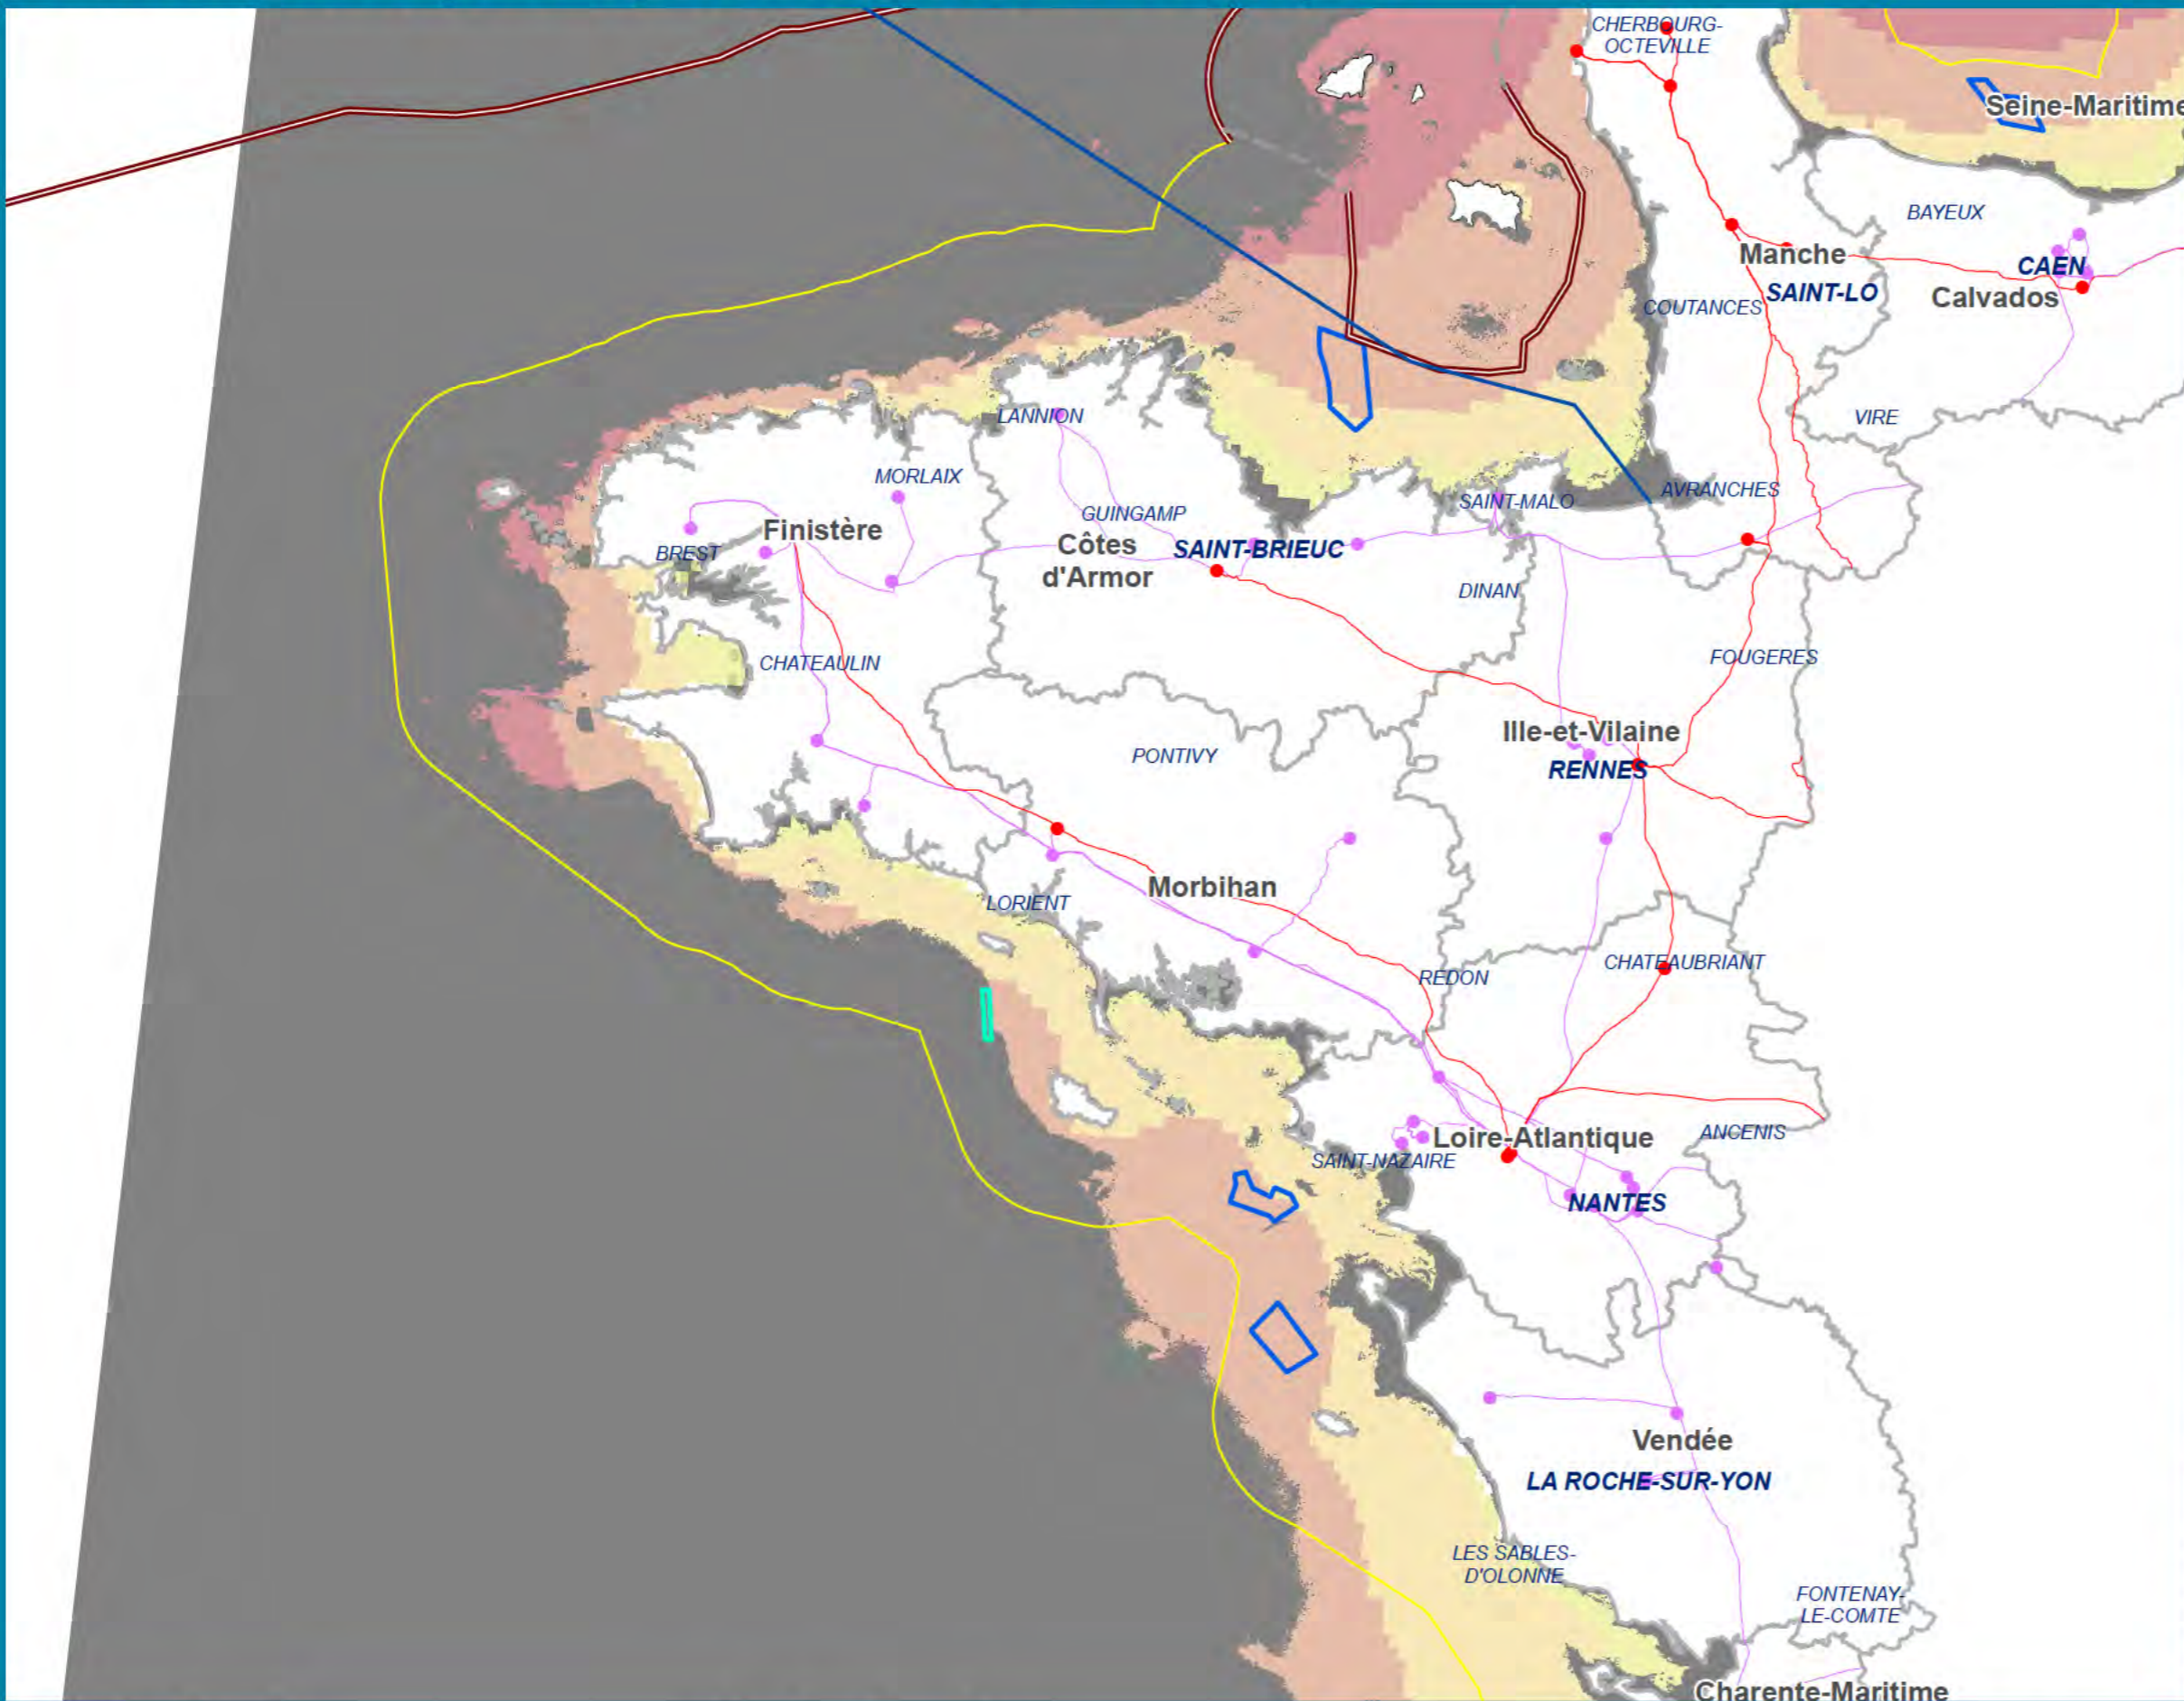 CHERBOURG-
OCTEVILLE
Seine-Maritime
BAYEUX
Manche
CAEN
SAINT-LO
Calvados
COUTANCES
LANNION
VIRE
MORLAIX
AVRANCHES
SAINT-MALO
GUINGAMP
Finistère
Côtes
d'Armor
SAINT-BRIEUC
BREST
DINAN
CHATEAULIN
FOUGERES
Ille-et-Vilaine
PONTIVY
RENNES
Morbihan
LORIENT
CHATEAUBRIANT
REDON
ANCENIS
Loire-Atlantique
SAINT-NAZAIRE
NANTES
Vendée
LA ROCHE-SUR-YON
LES SABLES-
D'OLONNE
FONTENAY-
LE-COMTE
Charente-Maritime